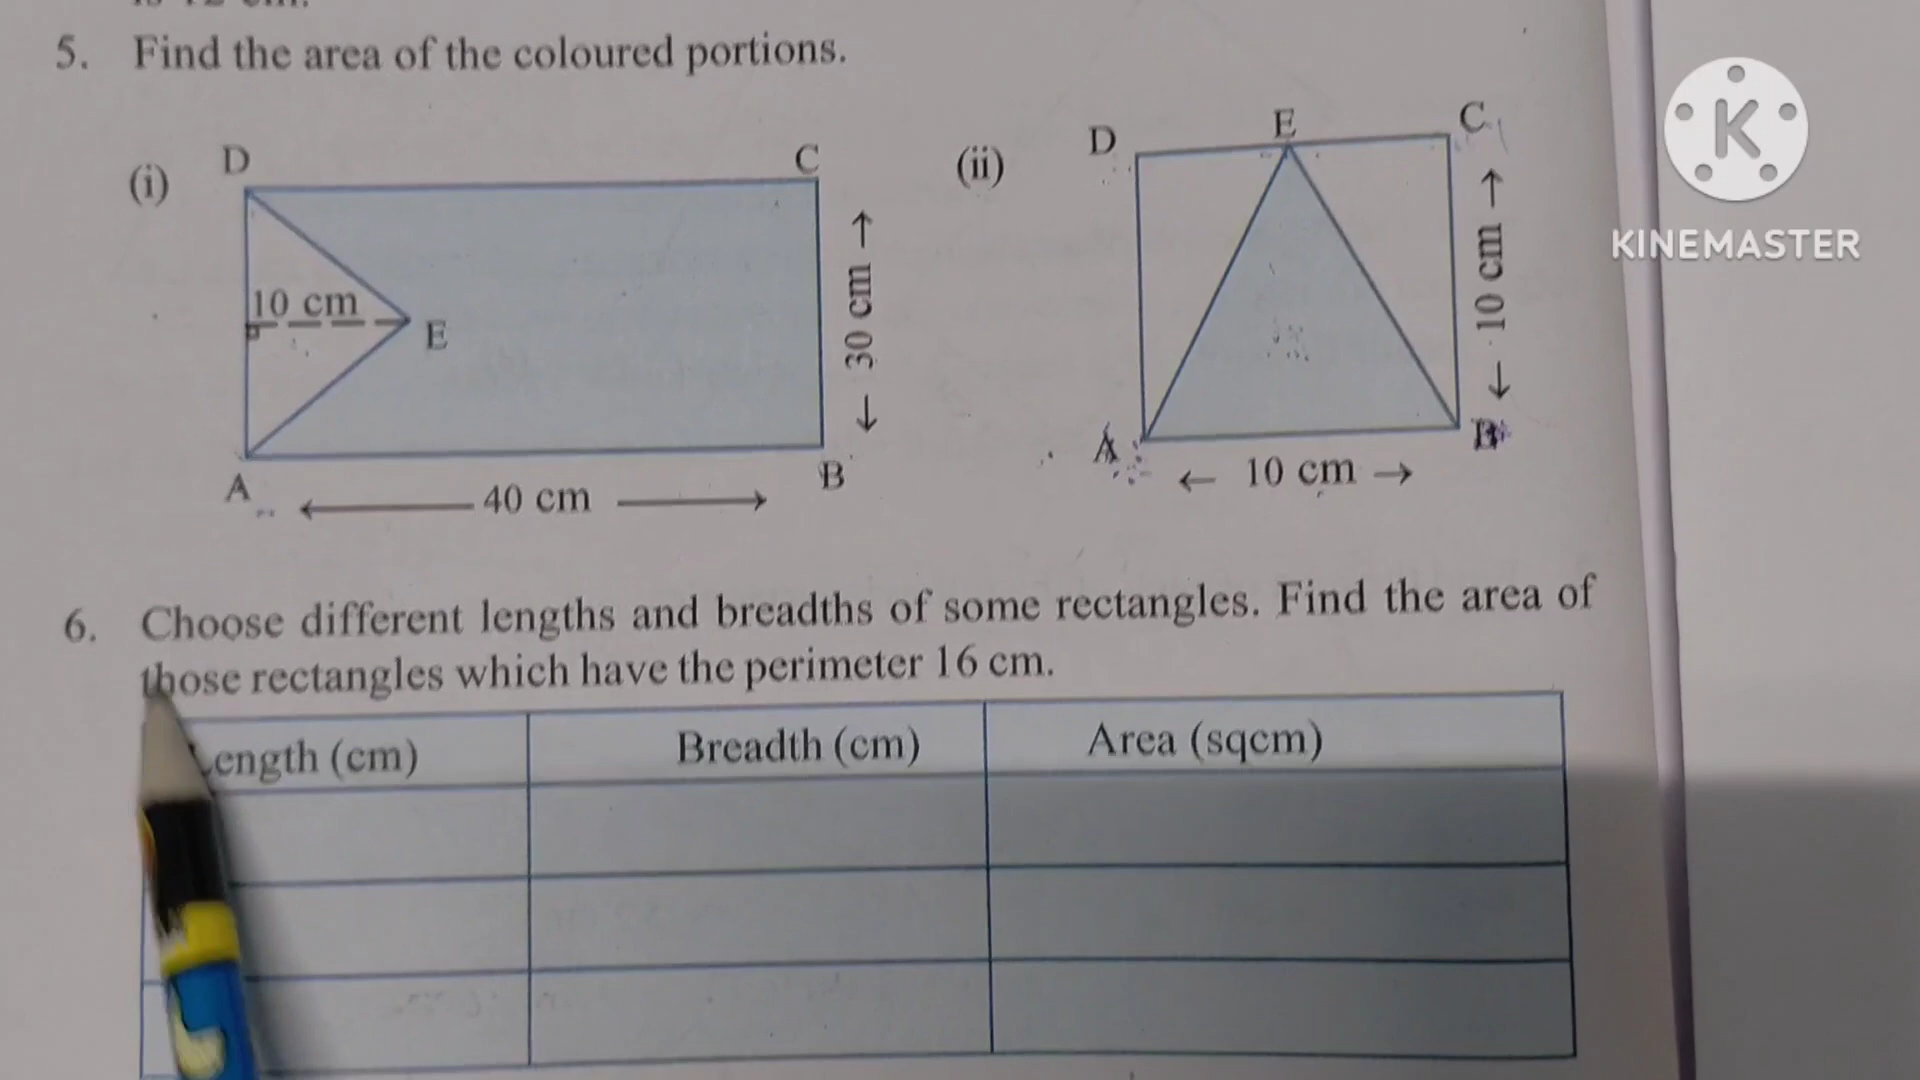 5. Find the area of the coloured portions.
(i)
D
C
10 cm
E
30 cm
A
B
40 cm
(ii)
D
E
C
10 cm
A
B
10 cm
K
KINEMASTER
6. Choose different lengths and breadths of some rectangles. Find the area of
those rectangles which have the perimeter 16 cm.
Length (cm) Breadth (cm) Area (sqcm)